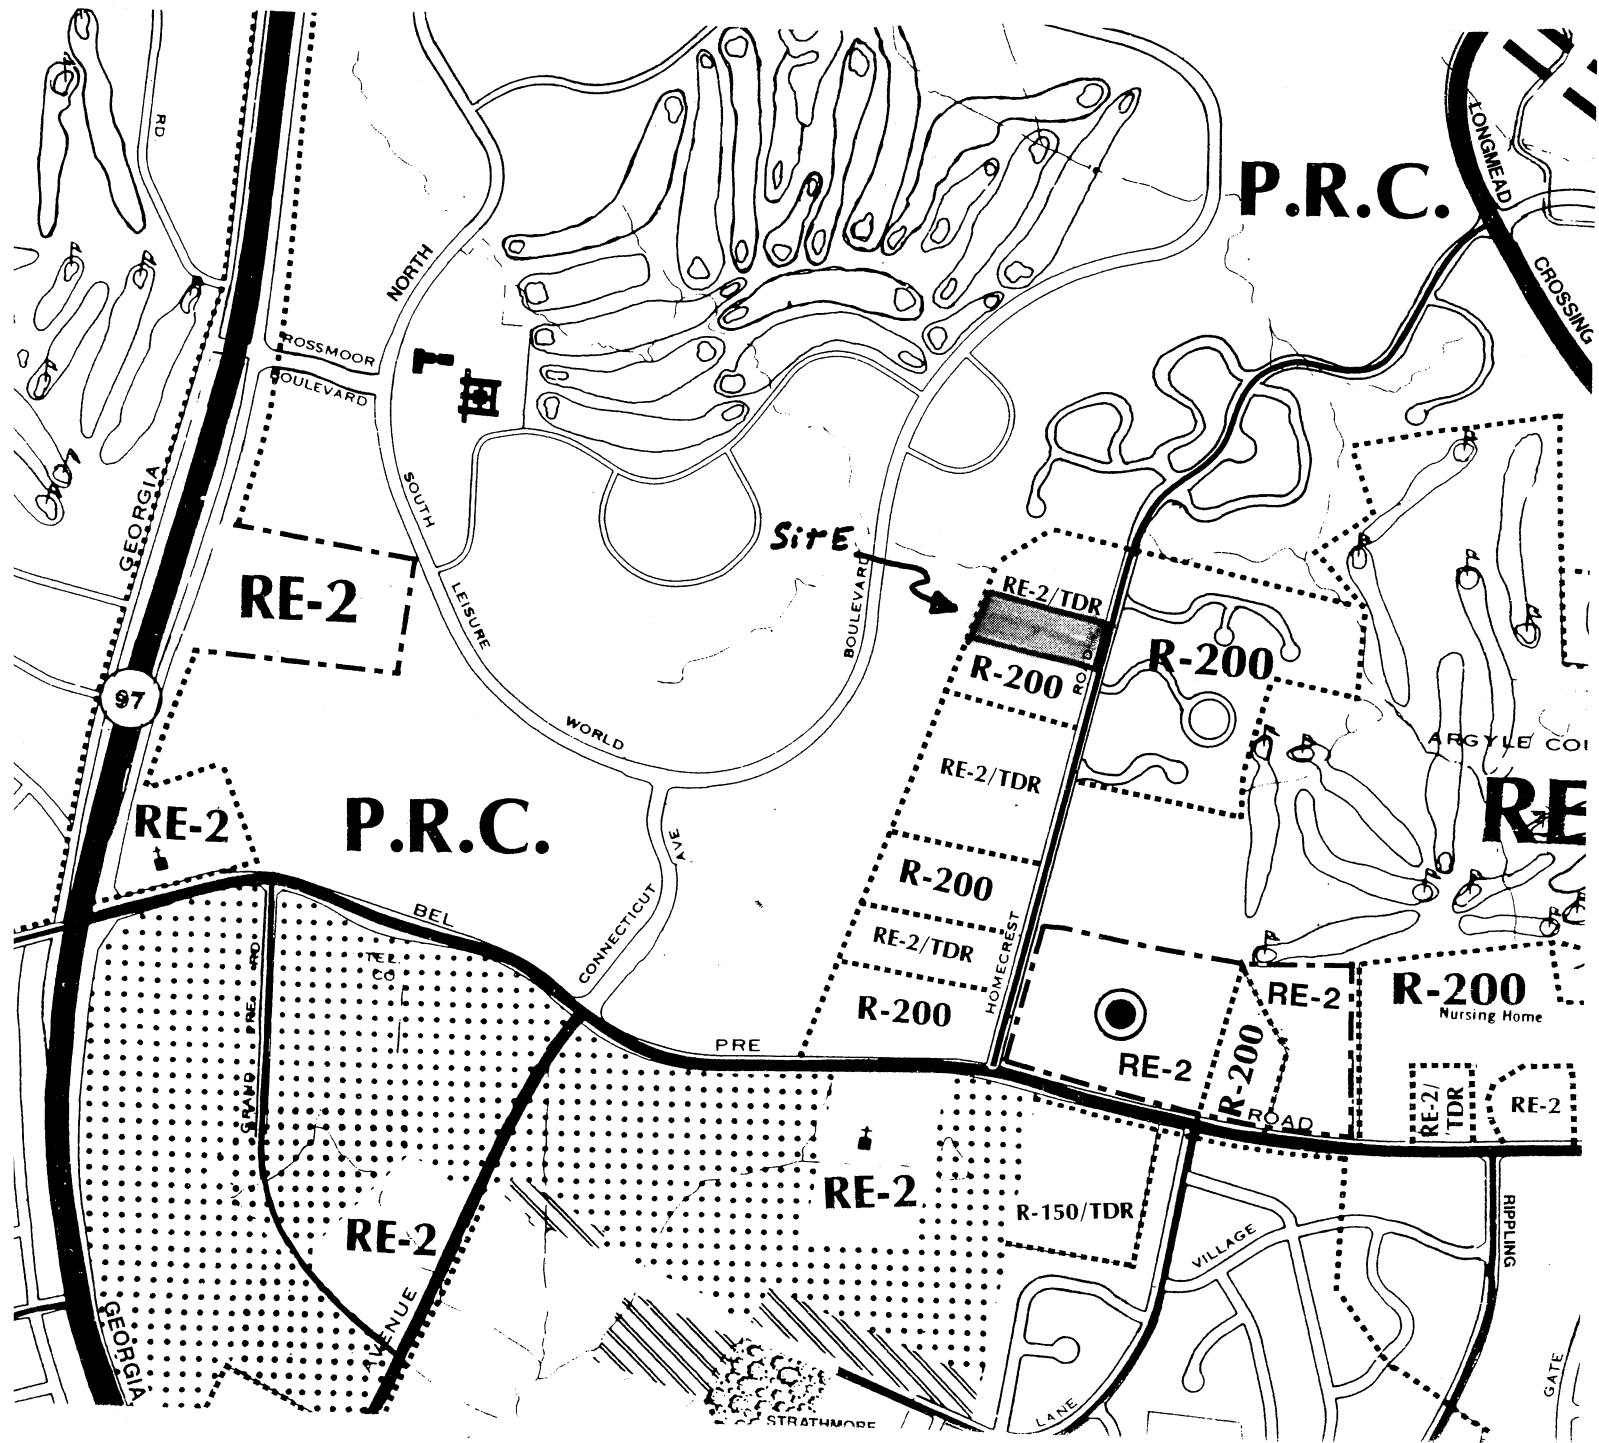 RD.
P.R.C.
LONGMEAD
CROSSING
NORTH
ROSSMOOR
BOULEVARD
GEORGIA
SOUTH
SitE
RE-2
LEISURE
BOULEVARD
RE-2/TDR
R-200
R-200
97
WORLD
ARGYLE
RE-2/TDR
RE
RE-2
P.R.C.
AVE
R-200
BEL
CONNECTICUT
RE-2/TDR
HOMECREST
RD
TEL.
CO
RE-2
R-200
Nursing Home
R-200
PRE
GRAND PRE
RE-2
R-200
ROAD
RE-2/
TDR
RE-2
RE-2
R-150/TDR
RE-2
VILLAGE
RIPPLING
AVENUE
GEORGIA
LANE
GATE
STRATHMORE